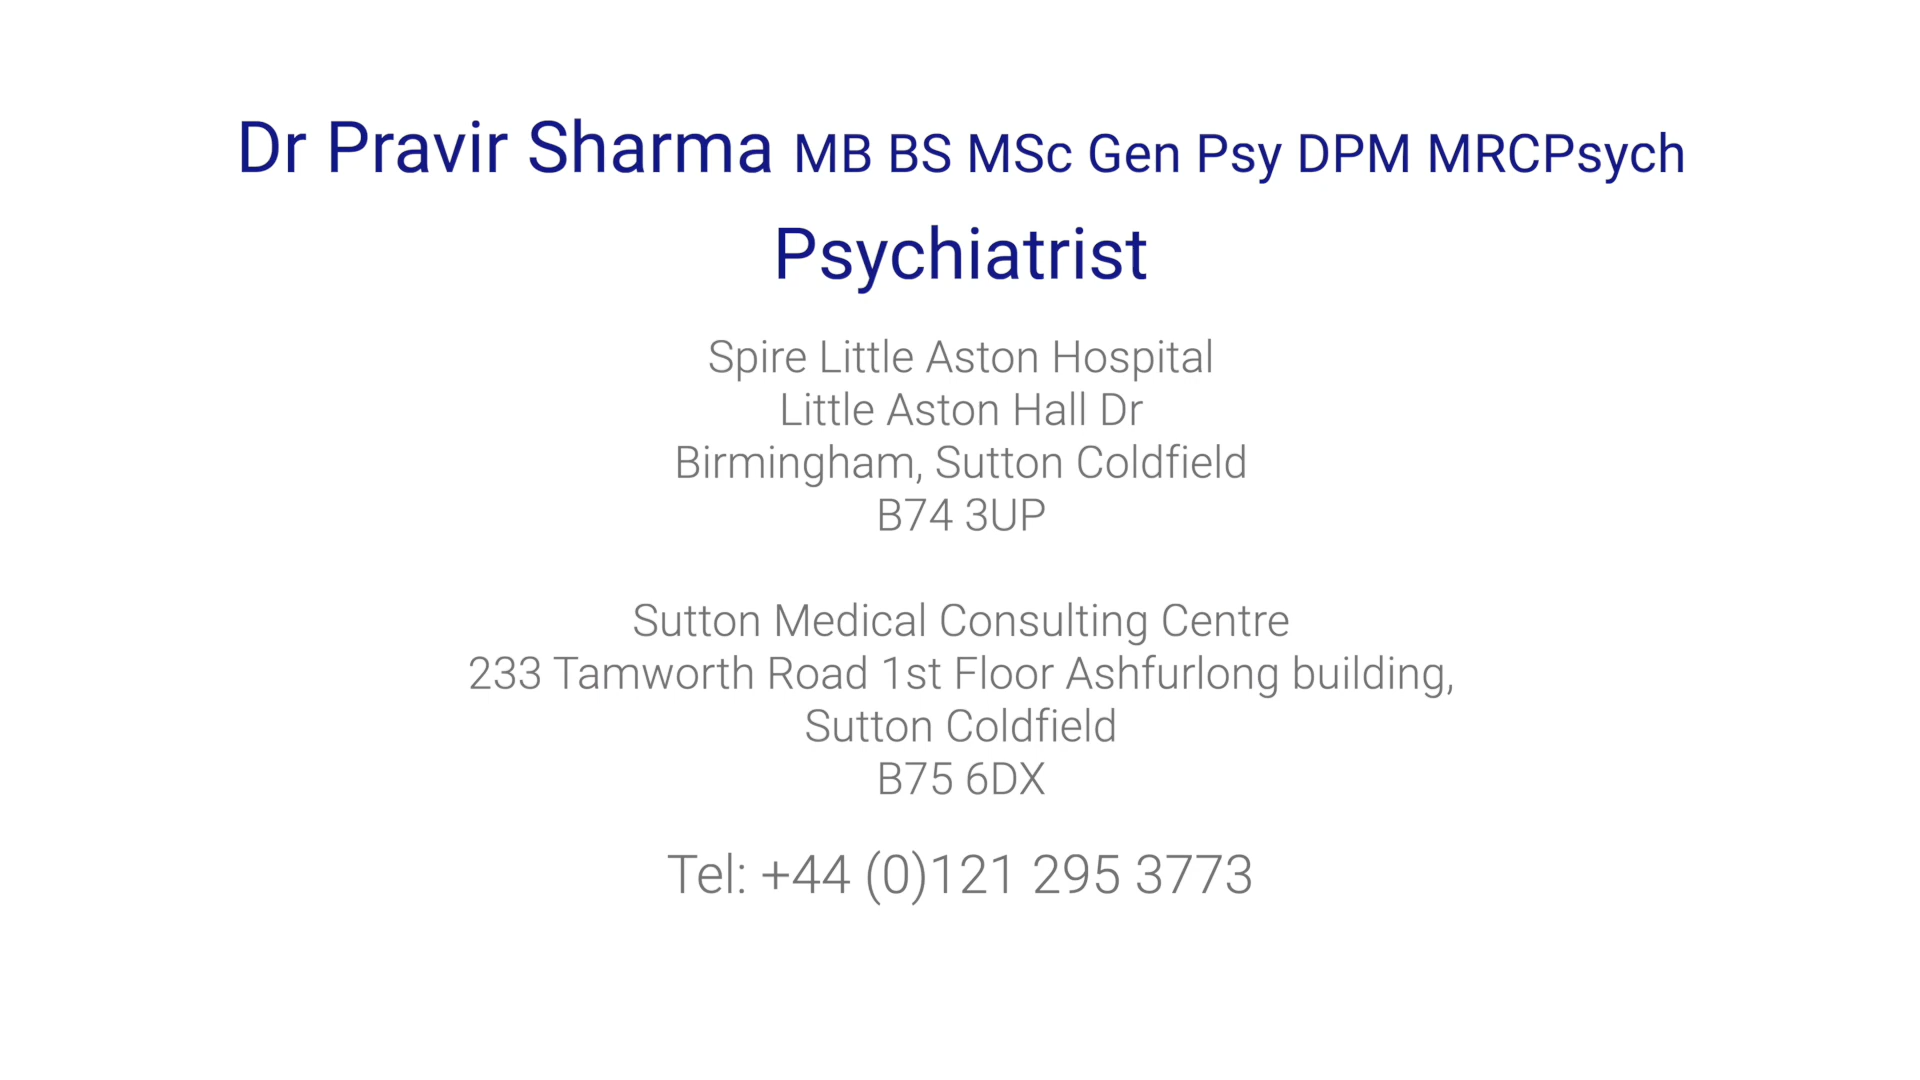 Dr Pravir Sharma MB BS MSc Gen Psy DPM MRCPsych
Psychiatrist
Spire Little Aston Hospital
Little Aston Hall Dr
Birmingham, Sutton Coldfield
B74 3UP
Sutton Medical Consulting Centre
233 Tamworth Road 1st Floor Ashfurlong building,
Sutton Coldfield
B75 6DX
Tel: +44 (0)121 295 3773